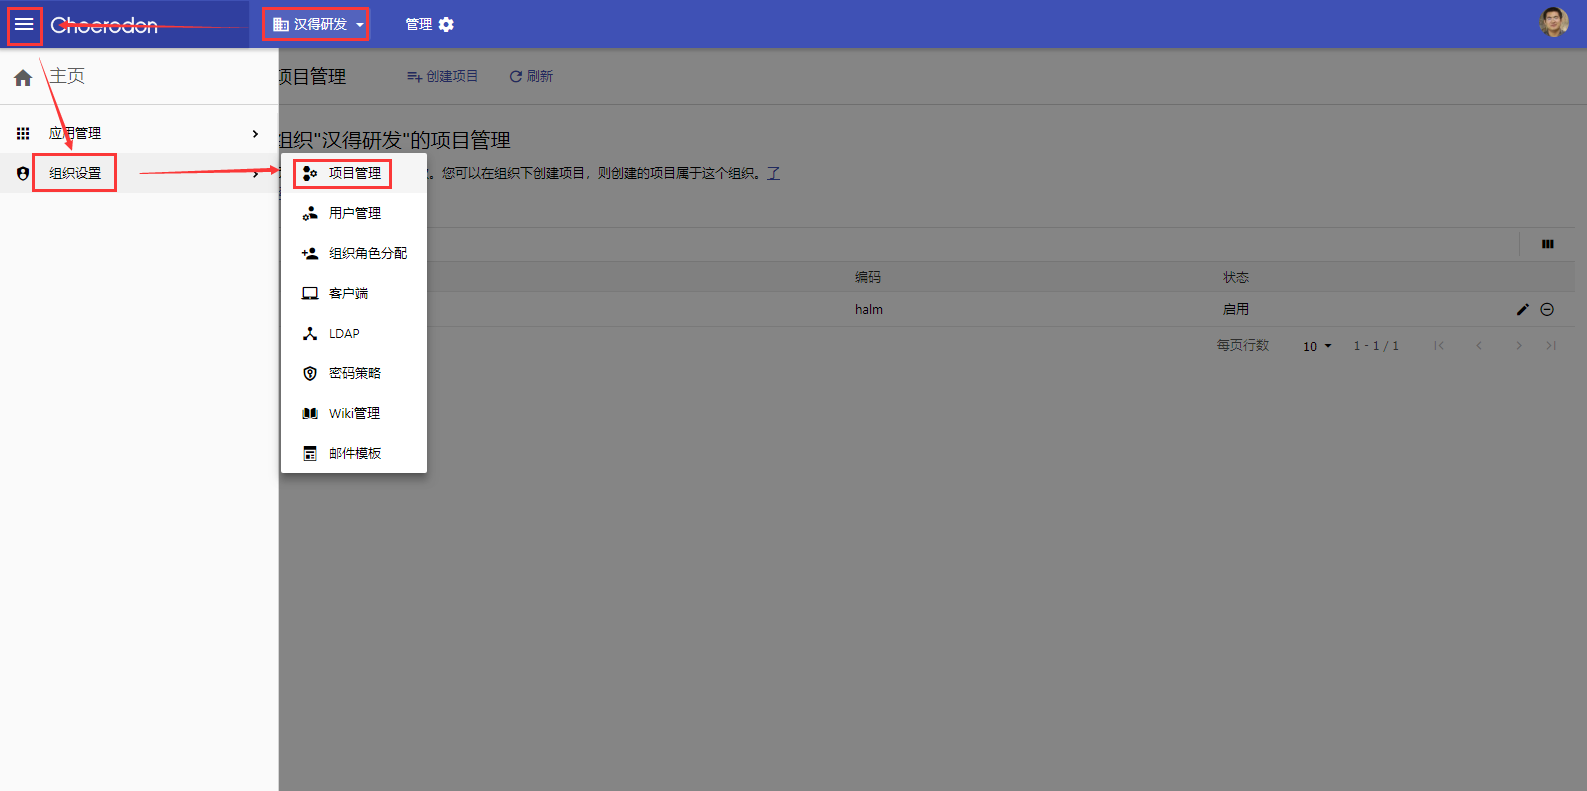 Choerodon
汉得研发
管理
主页
项目管理
创建项目
刷新
应用管理
组织"汉得研发"的项目管理
组织设置
项目管理
。您可以在组织下创建项目，则创建的项目属于这个组织。了
用户管理
组织角色分配
编码
状态
客户端
halm
启用
LDAP
每页行数
10
1 - 1 / 1
密码策略
Wiki管理
邮件模板